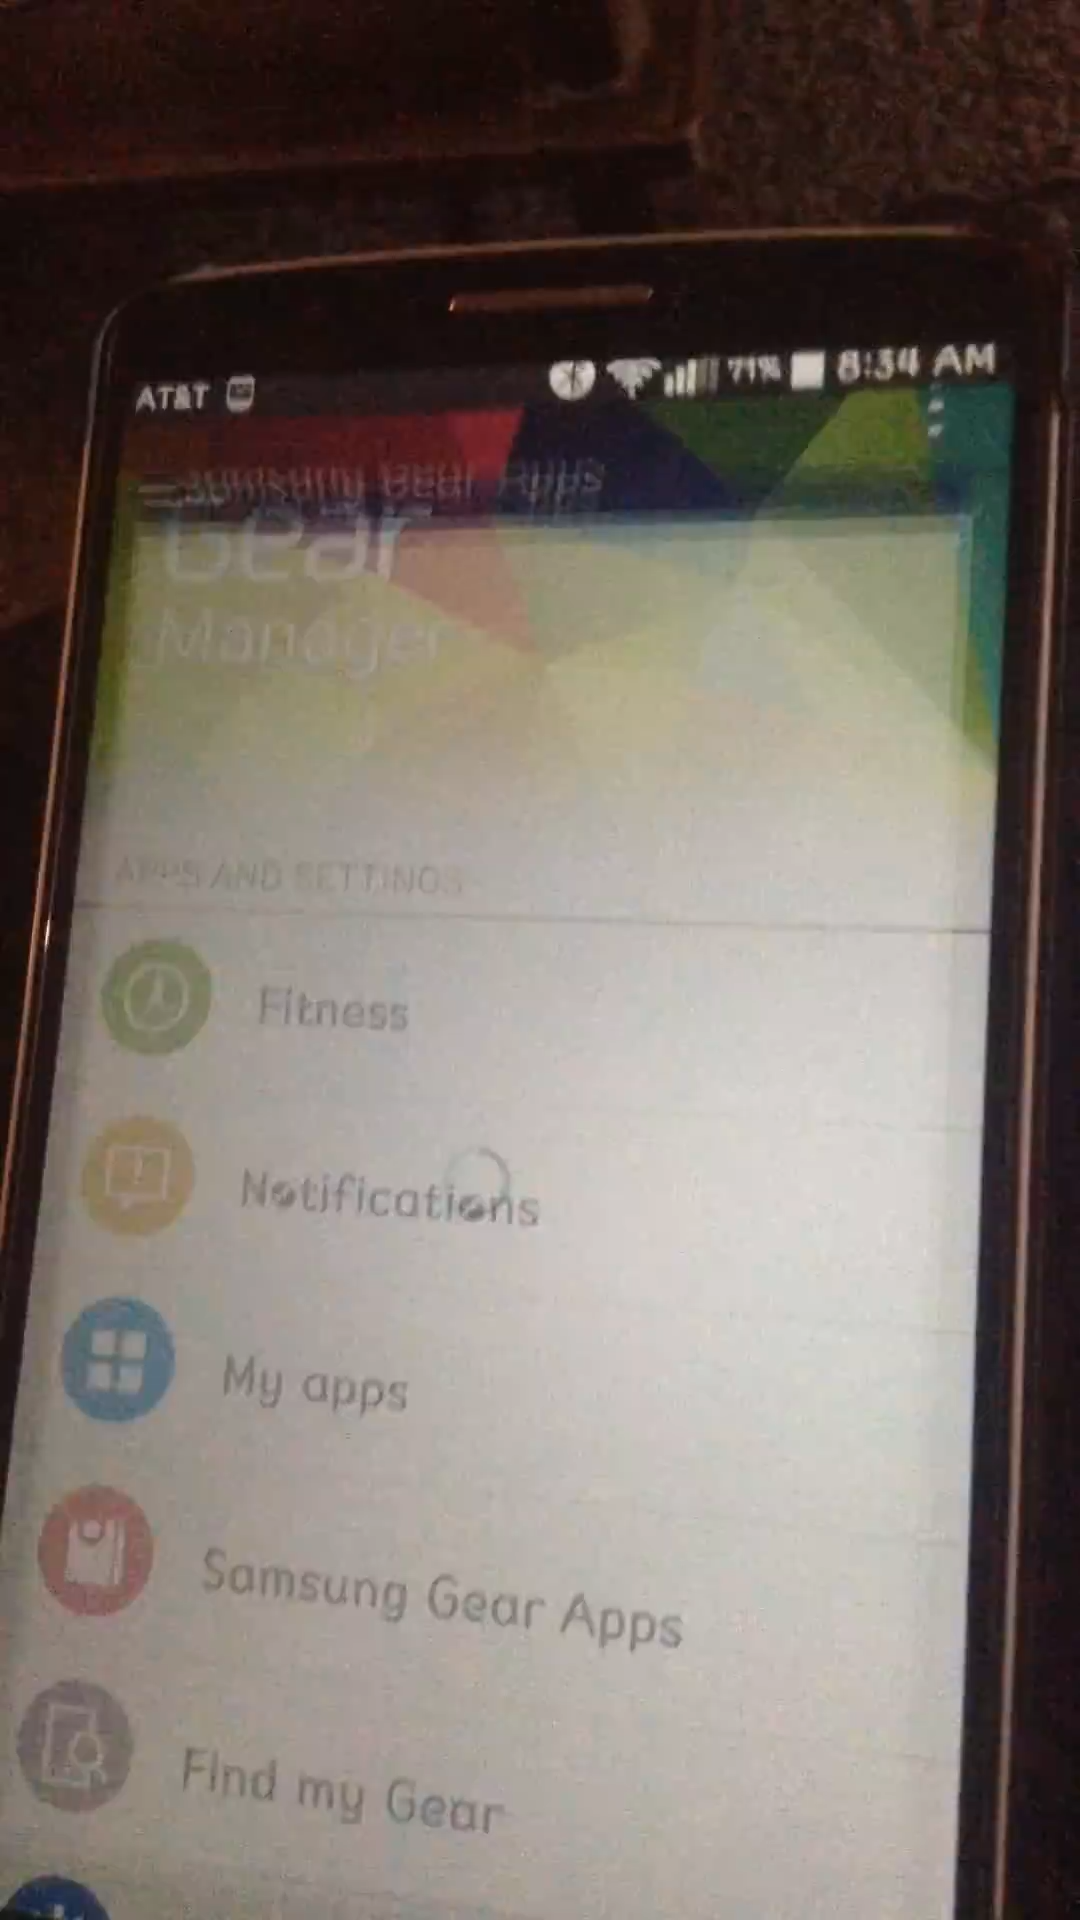 AT&T 71% 8:34 AM
Samsung Gear Apps
Gear
Manager
APPS AND SETTINGS
Fitness
Notifications
My apps
Samsung Gear Apps
Find my Gear